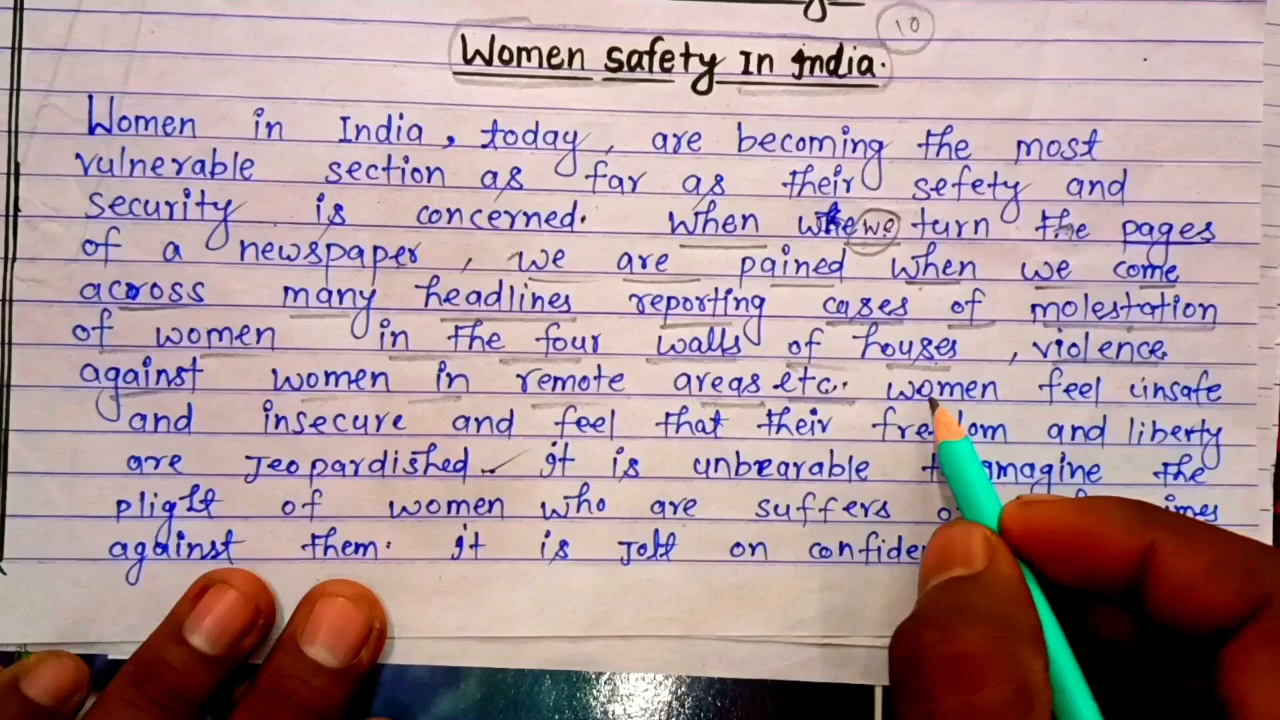 10
Women safety In India.
Women in India, today, are becoming the most
vulnerable section as far as their sefety and
security is concerned. When we turn the pages
of a newspaper, we are pained when we come
across many headlines reporting cases of molestation
of women in the four walls of houses, violence
against women in remote areas etc. women feel unsafe
and insecure and feel that their and liberty
are Jeopardished. It is unbearable the
plight of women who are suffers
against them. It is Jolt on